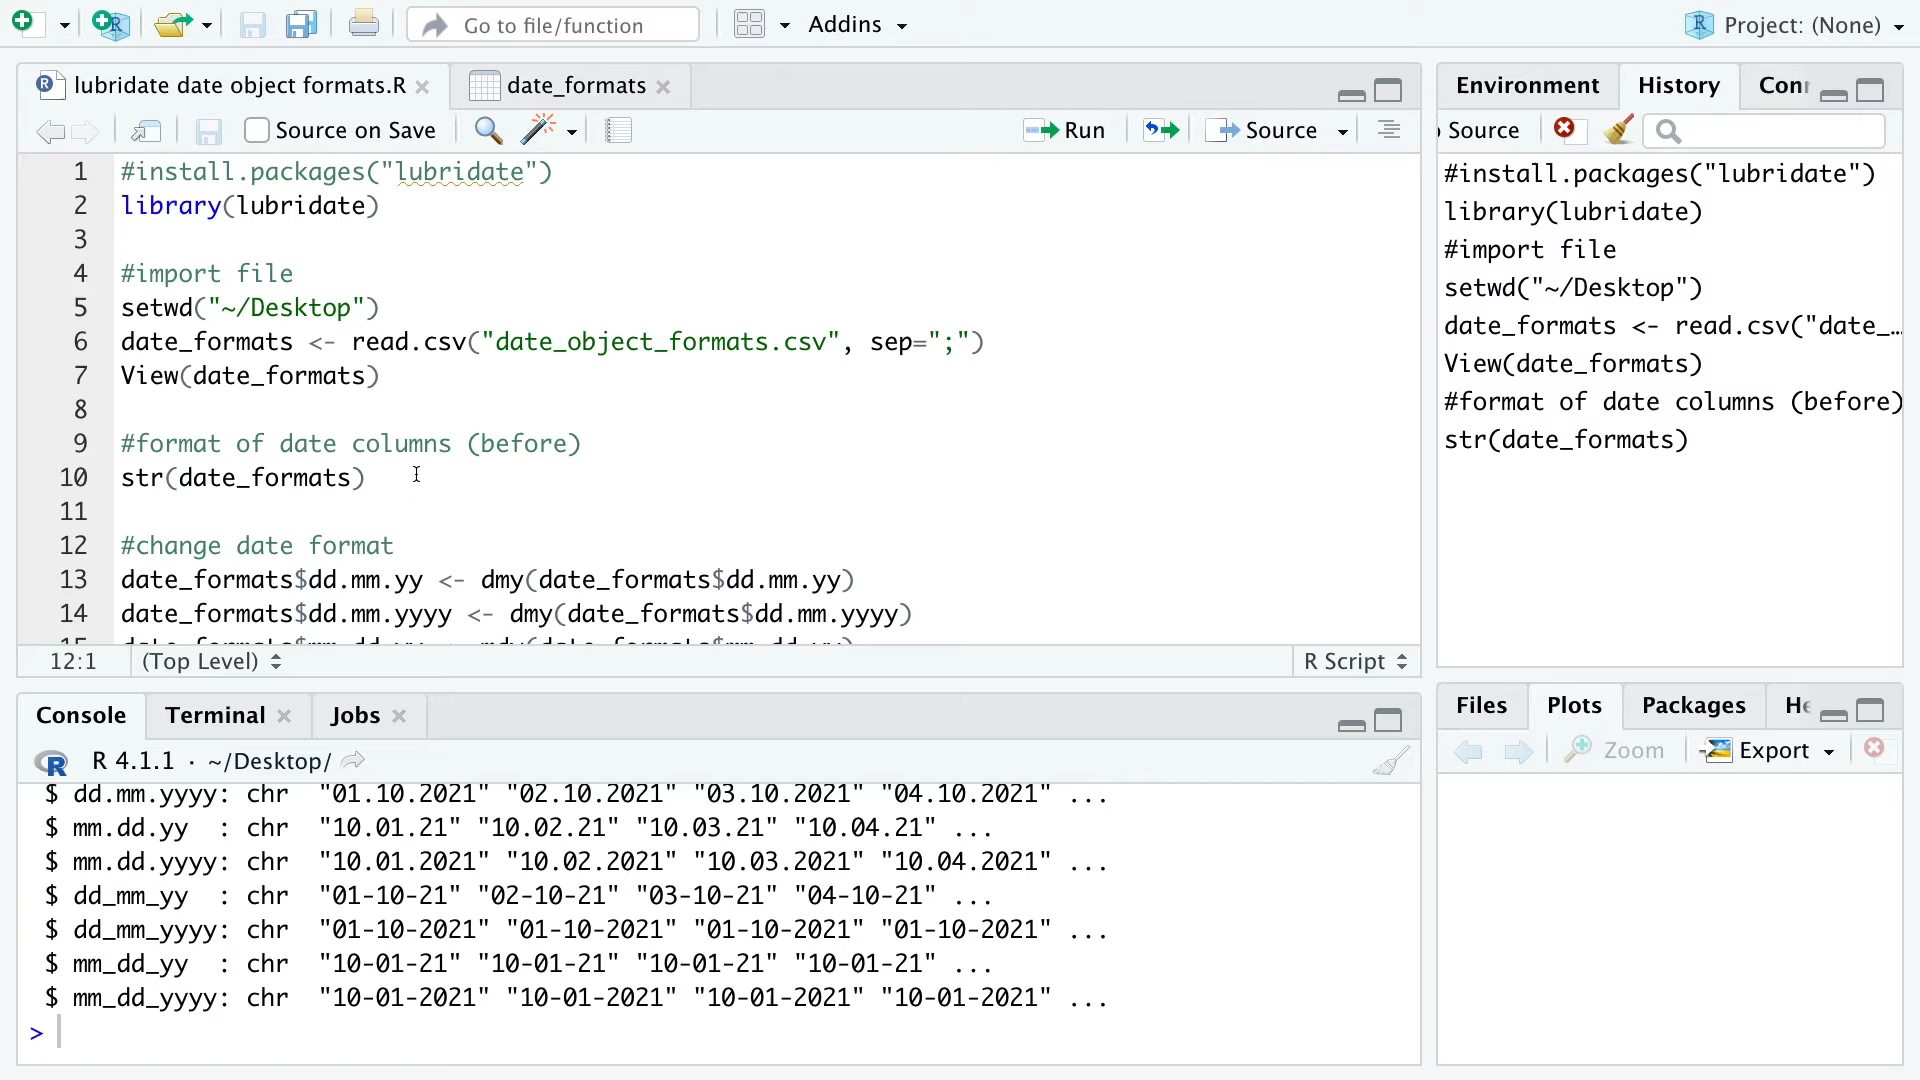 Go to file/function
Addins
Project: (None)
lubridate date object formats.R
date_formats
Source on Save
Run
Source
1 #install.packages("lubridate")
2 library(lubridate)
3
4 #import file
5 setwd("~/Desktop")
6 date_formats <- read.csv("date_object_formats.csv", sep=";")
7 View(date_formats)
8
9 #format of date columns (before)
10 str(date_formats)
11
12 #change date format
13 date_formats$dd.mm.yy <- dmy(date_formats$dd.mm.yy)
14 date_formats$dd.mm.yyyy <- dmy(date_formats$dd.mm.yyyy)
12:1
(Top Level)
R Script
Console
Terminal
Jobs
R 4.1.1 · ~/Desktop/
$ dd.mm.yyyy: chr "01.10.2021" "02.10.2021" "03.10.2021" "04.10.2021" ...
$ mm.dd.yy : chr "10.01.21" "10.02.21" "10.03.21" "10.04.21" ...
$ mm.dd.yyyy: chr "10.01.2021" "10.02.2021" "10.03.2021" "10.04.2021" ...
$ dd_mm_yy : chr "01-10-21" "02-10-21" "03-10-21" "04-10-21" ...
$ dd_mm_yyyy: chr "01-10-2021" "01-10-2021" "01-10-2021" "01-10-2021" ...
$ mm_dd_yy : chr "10-01-21" "10-01-21" "10-01-21" "10-01-21" ...
$ mm_dd_yyyy: chr "10-01-2021" "10-01-2021" "10-01-2021" "10-01-2021" ...
>
Environment
History
Con
Source
#install.packages("lubridate")
library(lubridate)
#import file
setwd("~/Desktop")
date_formats <- read.csv("date_…
View(date_formats)
#format of date columns (before)
str(date_formats)
Files
Plots
Packages
He
Zoom
Export